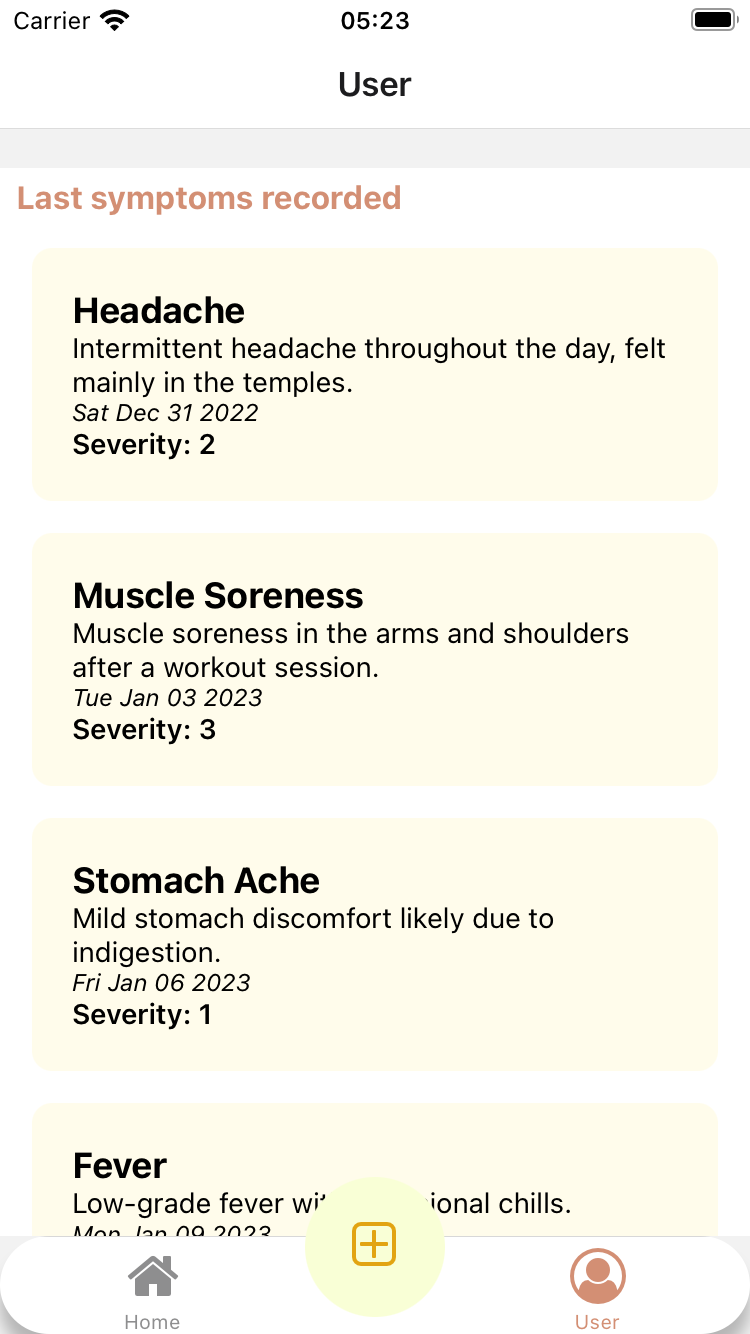 Carrier
05:23
User
Last symptoms recorded
Headache
Intermittent headache throughout the day, felt
mainly in the temples.
Sat Dec 31 2022
Severity: 2
Muscle Soreness
Muscle soreness in the arms and shoulders
after a workout session.
Tue Jan 03 2023
Severity: 3
Stomach Ache
Mild stomach discomfort likely due to
indigestion.
Fri Jan 06 2023
Severity: 1
Fever
Low-grade fever chills.
Mon Jan 09 2023
Home
User